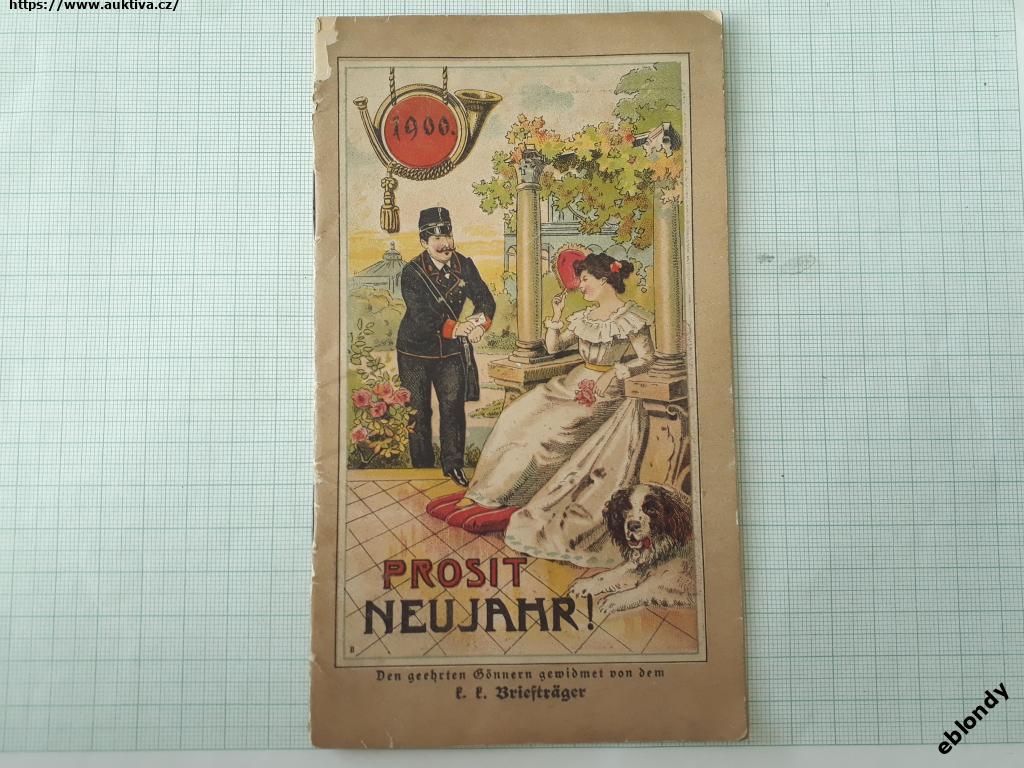 https://www.auktiva.cz/
1900.
PROSIT
NEUJAHR!
B
Den geehrten Gönnern gewidmet von dem
k. k. Briefträger
eblondy